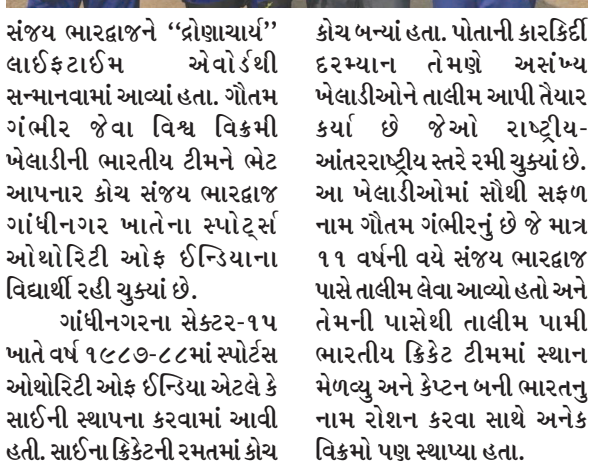 સંજય ભારદ્વાજને ‘‘દ્રોણાચાર્ય’’
લાઈફટાઈમ એવોર્ડથી
સન્માનવામાં આવ્યાં હતા. ગૌતમ
ગંભીર જેવા વિશ્વ વિક્રમી
ખેલાડીની ભારતીય ટીમને ભેટ
આપનાર કોચ સંજય ભારદ્વાજ
ગાંધીનગર ખાતેના સ્પોર્ટ્સ
ઓથોરિટી ઓફ ઈન્ડિયાના
વિદ્યાર્થી રહી ચુક્યાં છે.
ગાંધીનગરના સેક્ટર-૧૫
ખાતે વર્ષ ૧૯૮૭-૮૮માં સ્પોર્ટસ
ઓથોરિટી ઓફ ઈન્ડિયા એટલે કે
સાઈની સ્થાપના કરવામાં આવી
હતી. સાઈના ક્રિકેટની રમતમાં કોચ
કોચ બન્યાં હતા. પોતાની કારકિર્દી
દરમ્યાન તેમણે અસંખ્ય
ખેલાડીઓને તાલીમ આપી તૈયાર
કર્યા છે જેઓ રાષ્ટ્રીય-
આંતરરાષ્ટ્રીય સ્તરે રમી ચુક્યાં છે.
આ ખેલાડીઓમાં સૌથી સફળ
નામ ગૌતમ ગંભીરનું છે જે માત્ર
૧૧ વર્ષની વયે સંજય ભારદ્વાજ
પાસે તાલીમ લેવા આવ્યો હતો અને
તેમની પાસેથી તાલીમ પામી
ભારતીય ક્રિકેટ ટીમમાં સ્થાન
મેળવ્યુ અને કેપ્ટન બની ભારતનુ
નામ રોશન કરવા સાથે અનેક
વિક્રમો પણ સ્થાપ્યા હતા.